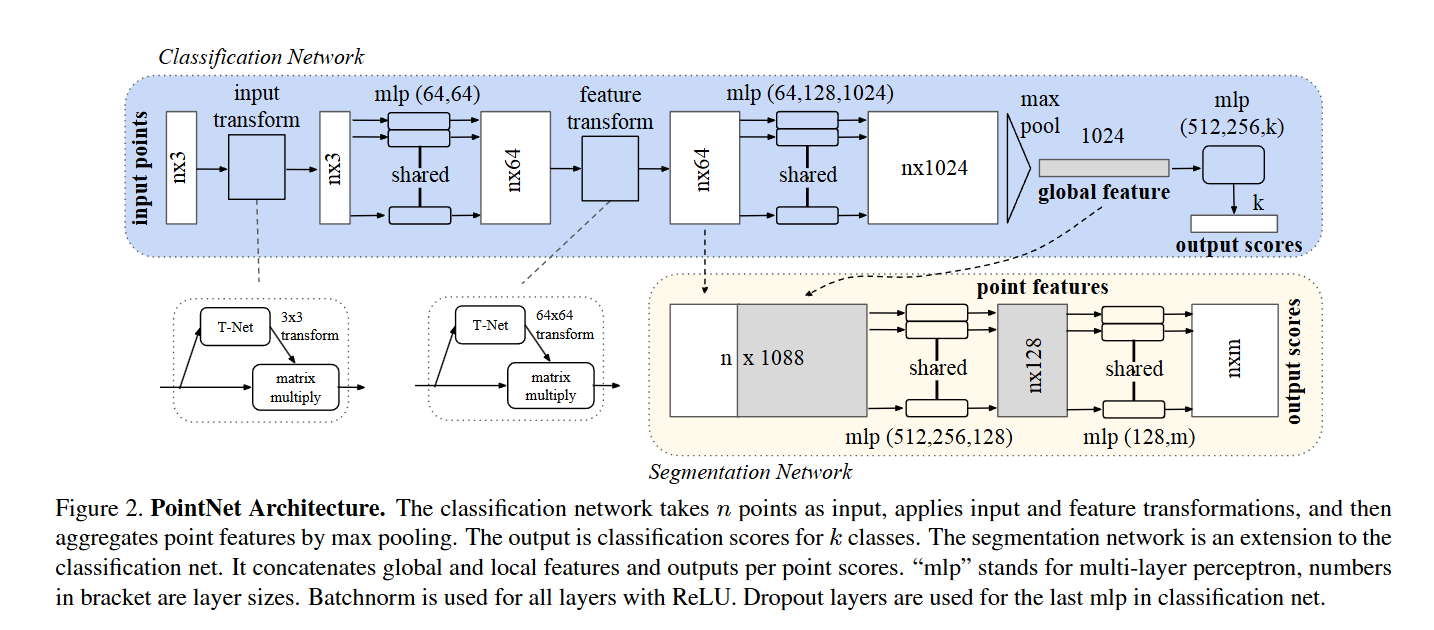 Classification Network
input points
nx3
input
transform
nx3
mlp (64,64)
shared
nx64
feature
transform
nx64
mlp (64,128,1024)
shared
nx1024
max
pool
1024
global feature
mlp
(512,256,k)
k
output scores
T-Net
3x3
transform
matrix
multiply
T-Net
64x64
transform
matrix
multiply
point features
n x 1088
shared
mlp (512,256,128)
nx128
shared
mlp (128,m)
nxm
output scores
Segmentation Network
Figure 2. PointNet Architecture. The classification network takes n points as input, applies input and feature transformations, and then
aggregates point features by max pooling. The output is classification scores for k classes. The segmentation network is an extension to the
classification net. It concatenates global and local features and outputs per point scores. “mlp” stands for multi-layer perceptron, numbers
in bracket are layer sizes. Batchnorm is used for all layers with ReLU. Dropout layers are used for the last mlp in classification net.